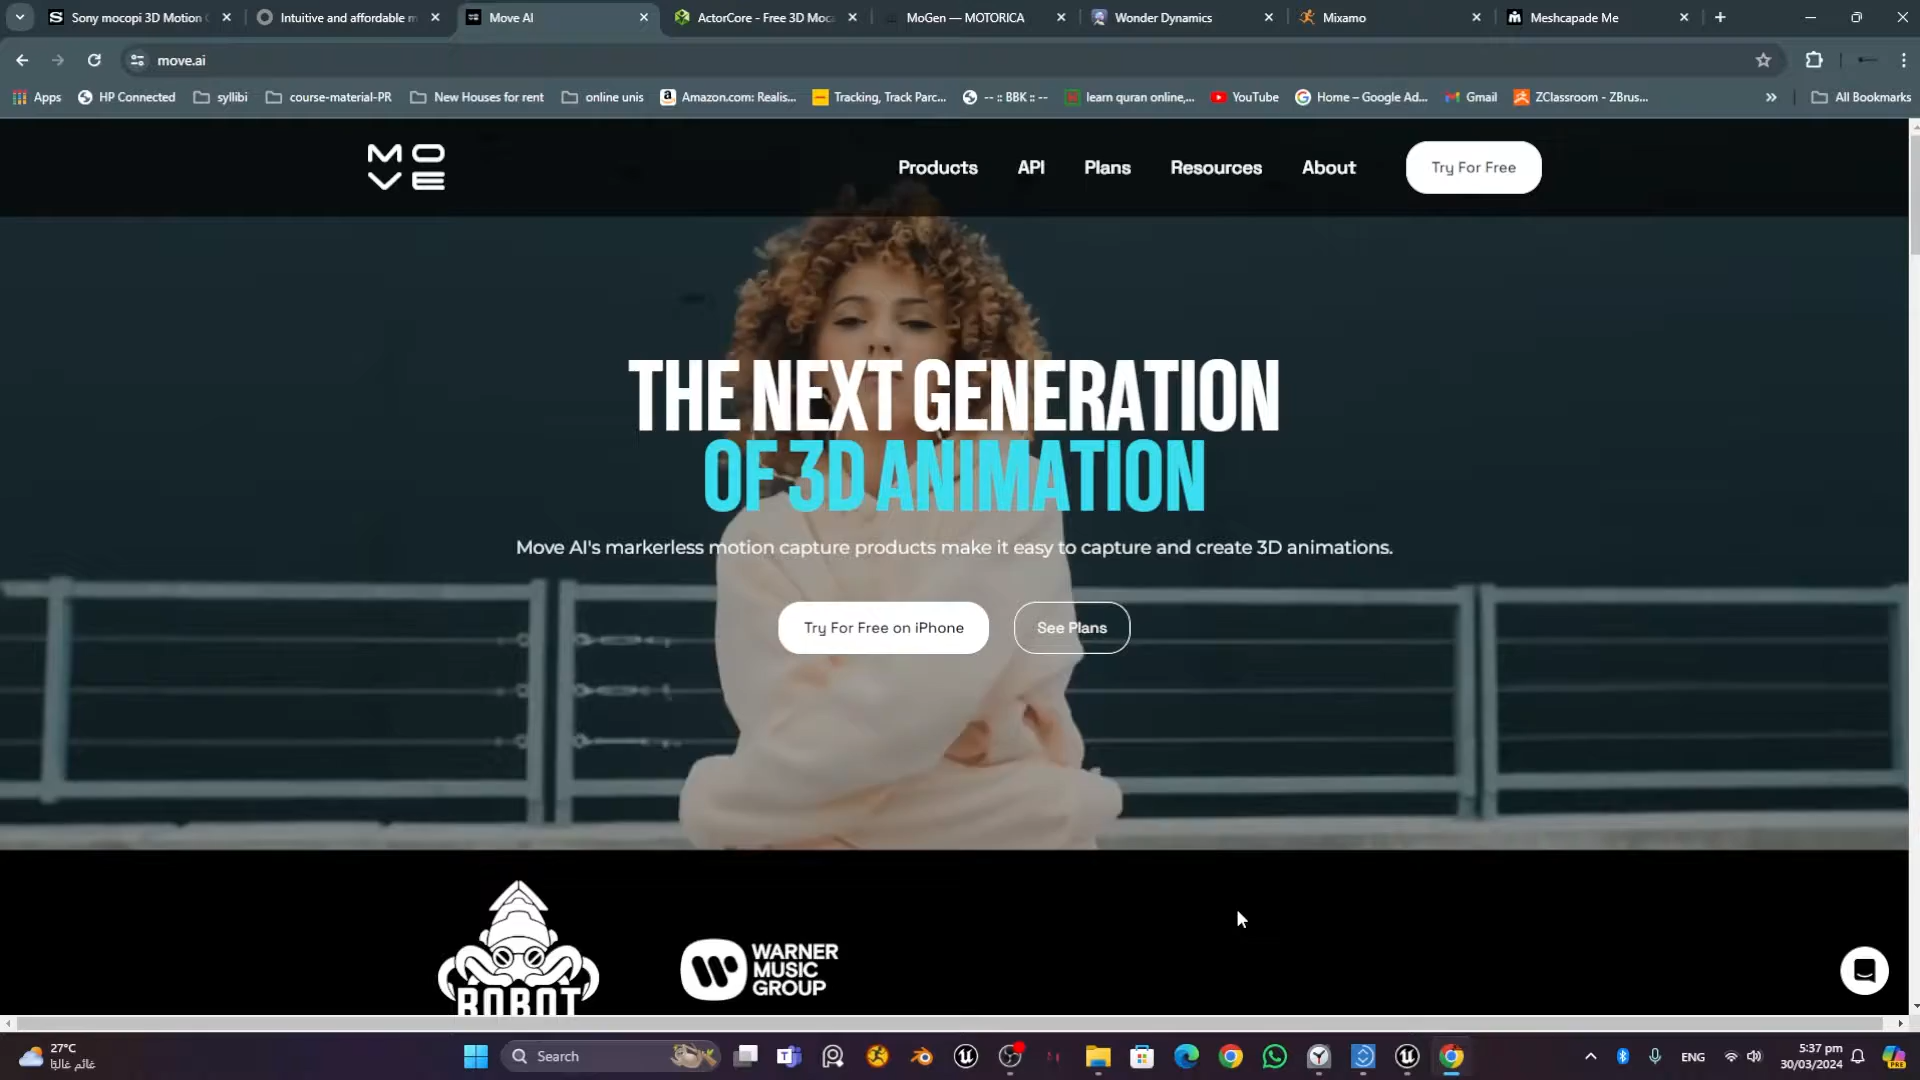 Sony mocopi 3D Motion
Intuitive and affordable m
Move AI
ActorCore - Free 3D Moca
MoGen — MOTORICA
Wonder Dynamics
Mixamo
Meshcapade Me
move.ai
Apps
HP Connected
syllibi
course-material-PR
New Houses for rent
online unis
Amazon.com: Realis...
Tracking, Track Parc...
-- :: BBK :: --
learn quran online,...
YouTube
Home – Google Ad...
Gmail
ZClassroom - ZBrus...
All Bookmarks
MOVE
Products
API
Plans
Resources
About
Try For Free
THE NEXT GENERATION
OF 3D ANIMATION
Move AI's markerless motion capture products make it easy to capture and create 3D animations.
Try For Free on iPhone
See Plans
ROBOT
WARNER
MUSIC
GROUP
27°C
غائم غالبًا
Search
ENG
5:37 pm
30/03/2024